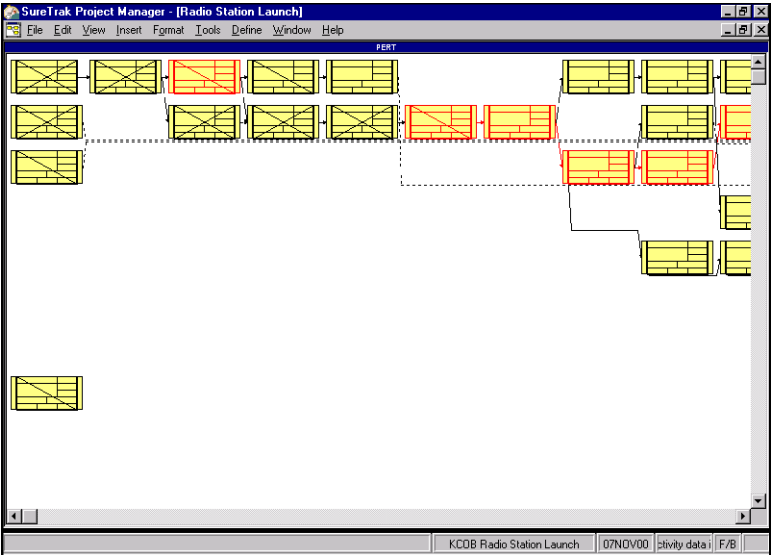 SureTrak Project Manager - [Radio Station Launch]
File Edit View Insert Format Tools Define Window Help
PERT
KCOB Radio Station Launch 07NOV00 ctivity data i F/B